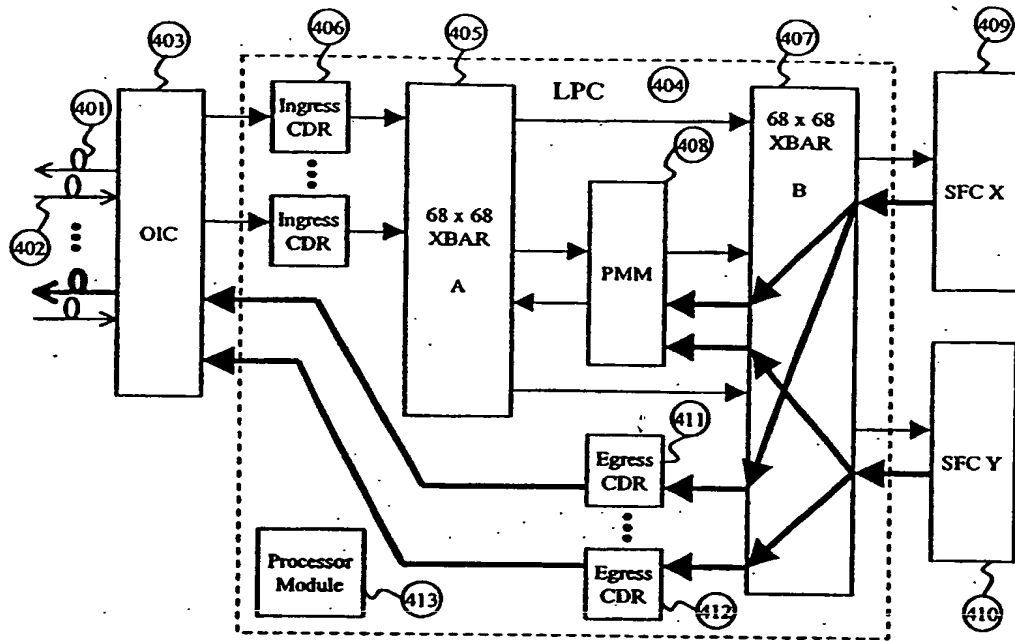 403
406
405
407
409
401
Ingress
CDR
LPC
404
68 x 68
XBAR
B
408
SFC X
402
OIC
Ingress
CDR
68 x 68
XBAR
A
PMM
411
Egress
CDR
SFC Y
Processor
Module
413
Egress
CDR
412
410